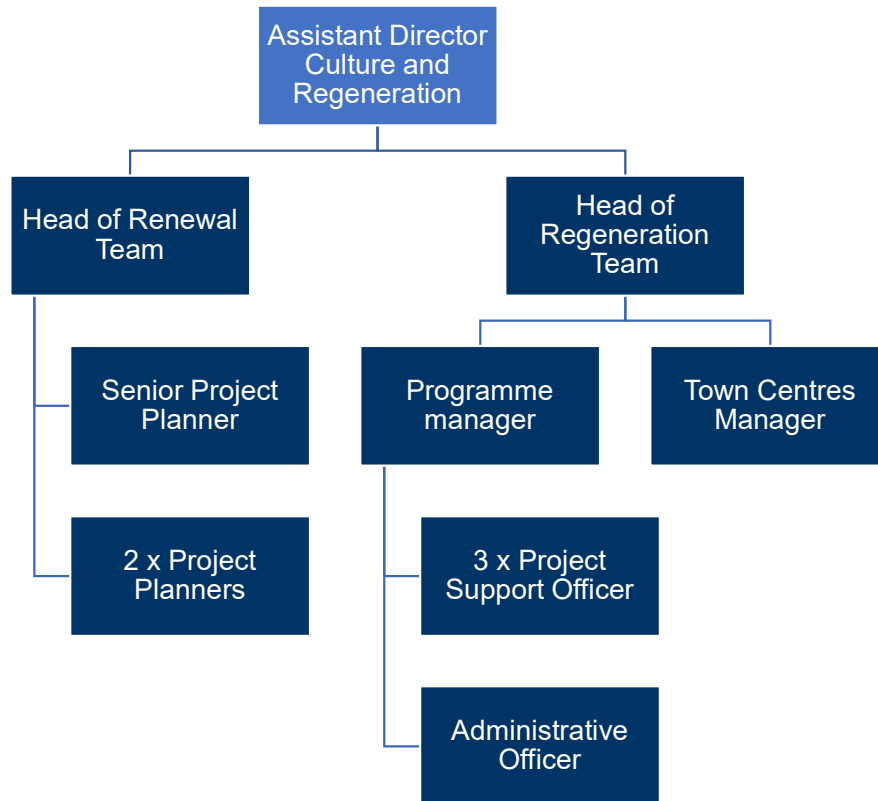 Assistant Director
Culture and
Regeneration
Head of Renewal
Team
Head of
Regeneration
Team
Senior Project
Planner
Programme
manager
Town Centres
Manager
2 x Project
Planners
3 x Project
Support Officer
Administrative
Officer